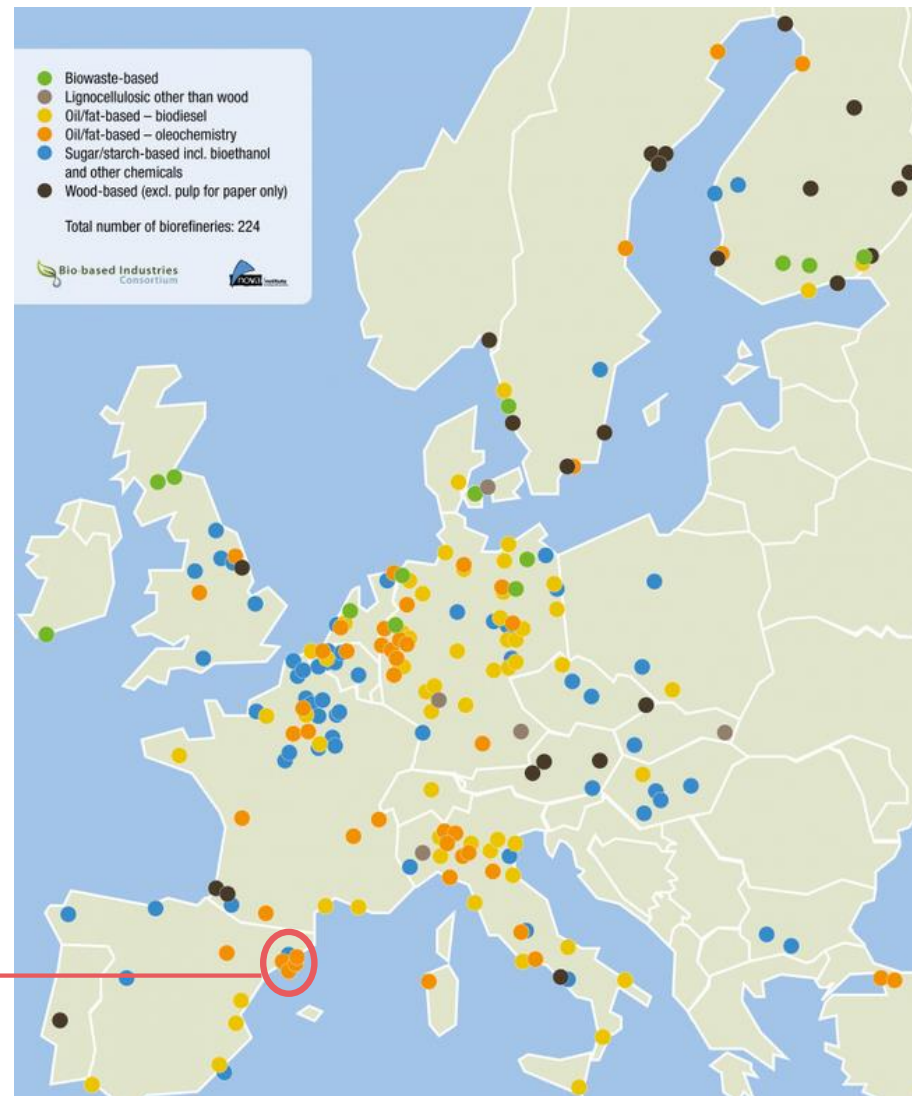 Biowaste-based
Lignocellulosic other than wood
Oil/fat-based – biodiesel
Oil/fat-based – oleochemistry
Sugar/starch-based incl. bioethanol
and other chemicals
Wood-based (excl. pulp for paper only)
Total number of biorefineries: 224
Bio-based Industries
Consortium
nova Institute